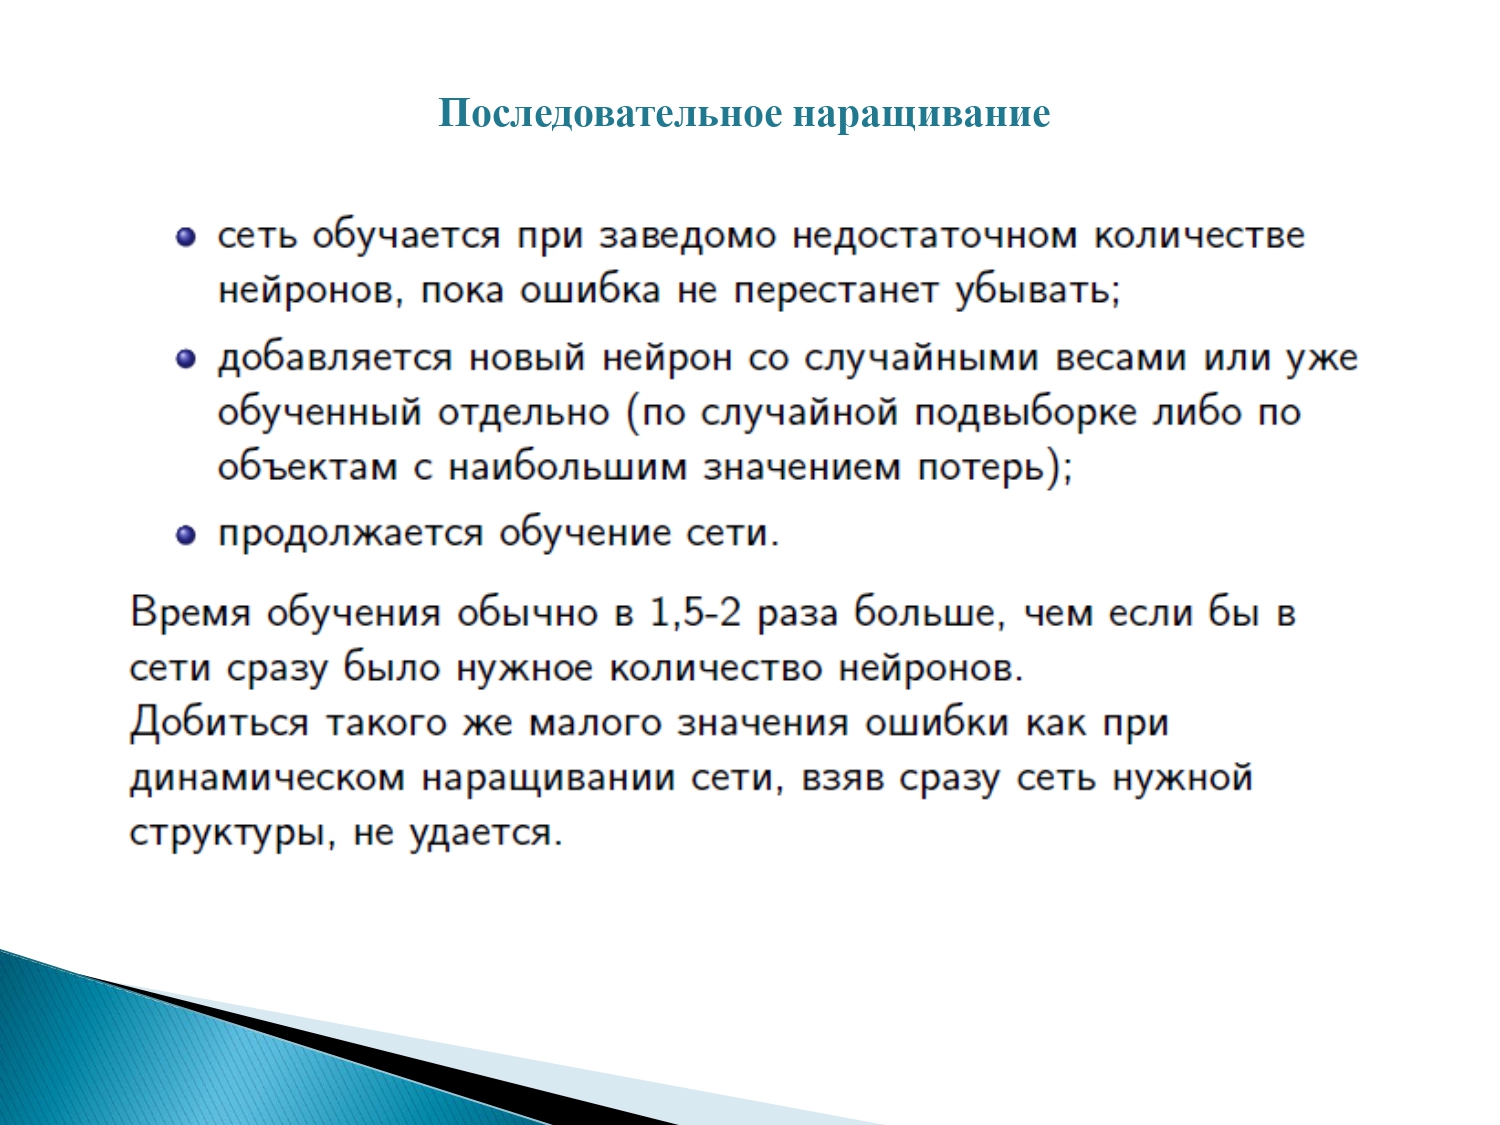 Последовательное наращивание
сеть обучается при заведомо недостаточном количестве
нейронов, пока ошибка не перестанет убывать;
добавляется новый нейрон со случайными весами или уже
обученный отдельно (по случайной подвыборке либо по
объектам с наибольшим значением потерь);
продолжается обучение сети.
Время обучения обычно в 1,5-2 раза больше, чем если бы в
сети сразу было нужное количество нейронов.
Добиться такого же малого значения ошибки как при
динамическом наращивании сети, взяв сразу сеть нужной
структуры, не удается.